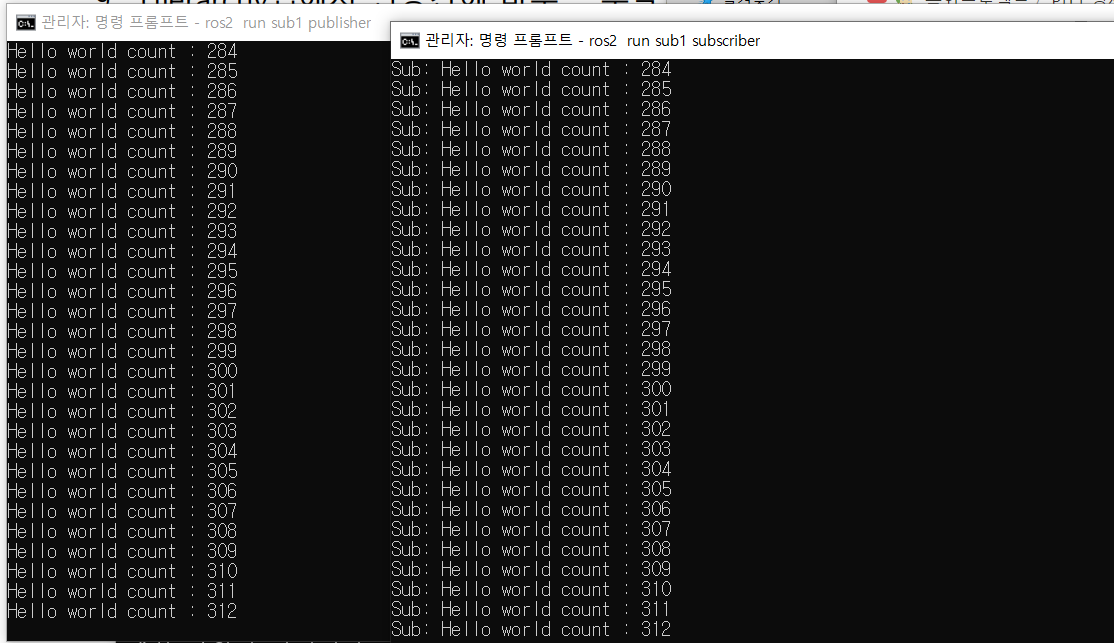 관리자: 명령 프롬프트 - ros2 run sub1 publisher
Hello world count : 284
Hello world count : 285
Hello world count : 286
Hello world count : 287
Hello world count : 288
Hello world count : 289
Hello world count : 290
Hello world count : 291
Hello world count : 292
Hello world count : 293
Hello world count : 294
Hello world count : 295
Hello world count : 296
Hello world count : 297
Hello world count : 298
Hello world count : 299
Hello world count : 300
Hello world count : 301
Hello world count : 302
Hello world count : 303
Hello world count : 304
Hello world count : 305
Hello world count : 306
Hello world count : 307
Hello world count : 308
Hello world count : 309
Hello world count : 310
Hello world count : 311
Hello world count : 312
관리자: 명령 프롬프트 - ros2 run sub1 subscriber
Sub: Hello world count : 284
Sub: Hello world count : 285
Sub: Hello world count : 286
Sub: Hello world count : 287
Sub: Hello world count : 288
Sub: Hello world count : 289
Sub: Hello world count : 290
Sub: Hello world count : 291
Sub: Hello world count : 292
Sub: Hello world count : 293
Sub: Hello world count : 294
Sub: Hello world count : 295
Sub: Hello world count : 296
Sub: Hello world count : 297
Sub: Hello world count : 298
Sub: Hello world count : 299
Sub: Hello world count : 300
Sub: Hello world count : 301
Sub: Hello world count : 302
Sub: Hello world count : 303
Sub: Hello world count : 304
Sub: Hello world count : 305
Sub: Hello world count : 306
Sub: Hello world count : 307
Sub: Hello world count : 308
Sub: Hello world count : 309
Sub: Hello world count : 310
Sub: Hello world count : 311
Sub: Hello world count : 312